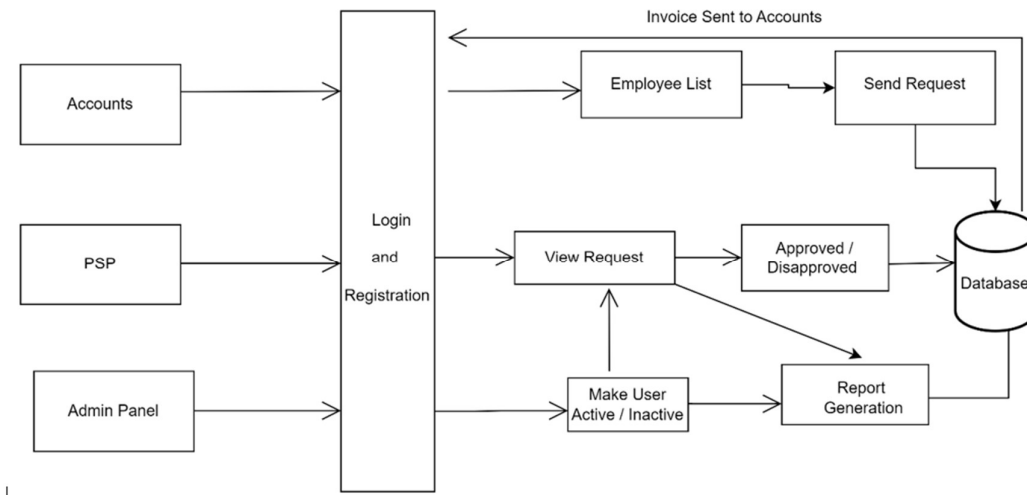 Invoice Sent to Accounts
Accounts
Employee List
Send Request
PSP
Login
and
Registration
View Request
Approved /
Disapproved
Database
Admin Panel
Make User
Active / Inactive
Report
Generation